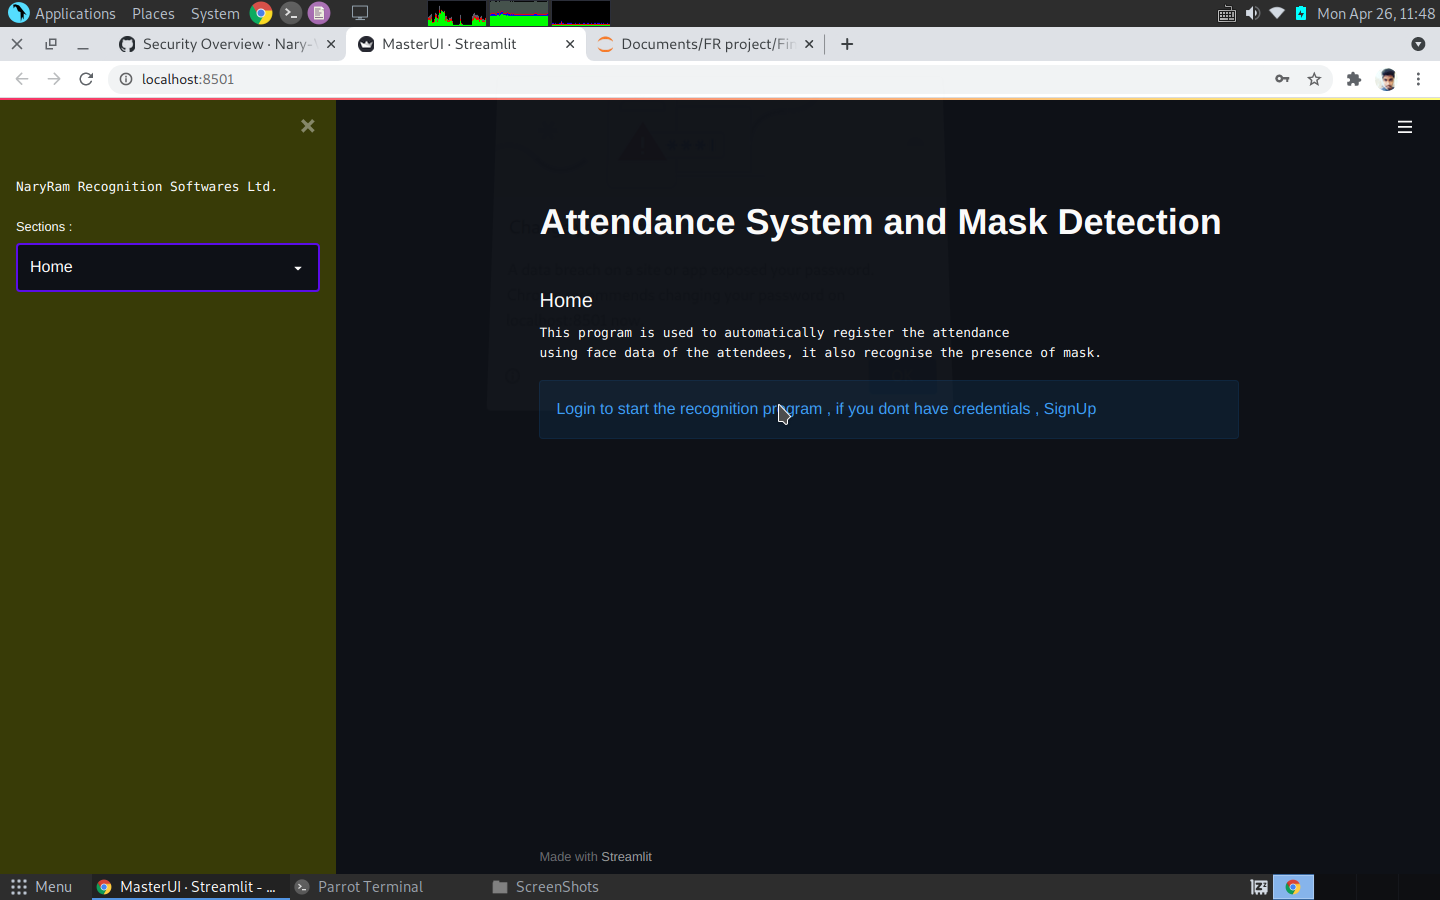 Applications Places System Mon Apr 26, 11:48
Security Overview · Nary-
MasterUI · Streamlit
Documents/FR project/Fin
localhost:8501
NaryRam Recognition Softwares Ltd.
Sections :
Home
Attendance System and Mask Detection
Home
This program is used to automatically register the attendance
using face data of the attendees, it also recognise the presence of mask.
Login to start the recognition program , if you dont have credentials , SignUp
Made with Streamlit
Menu MasterUI · Streamlit - ... Parrot Terminal ScreenShots